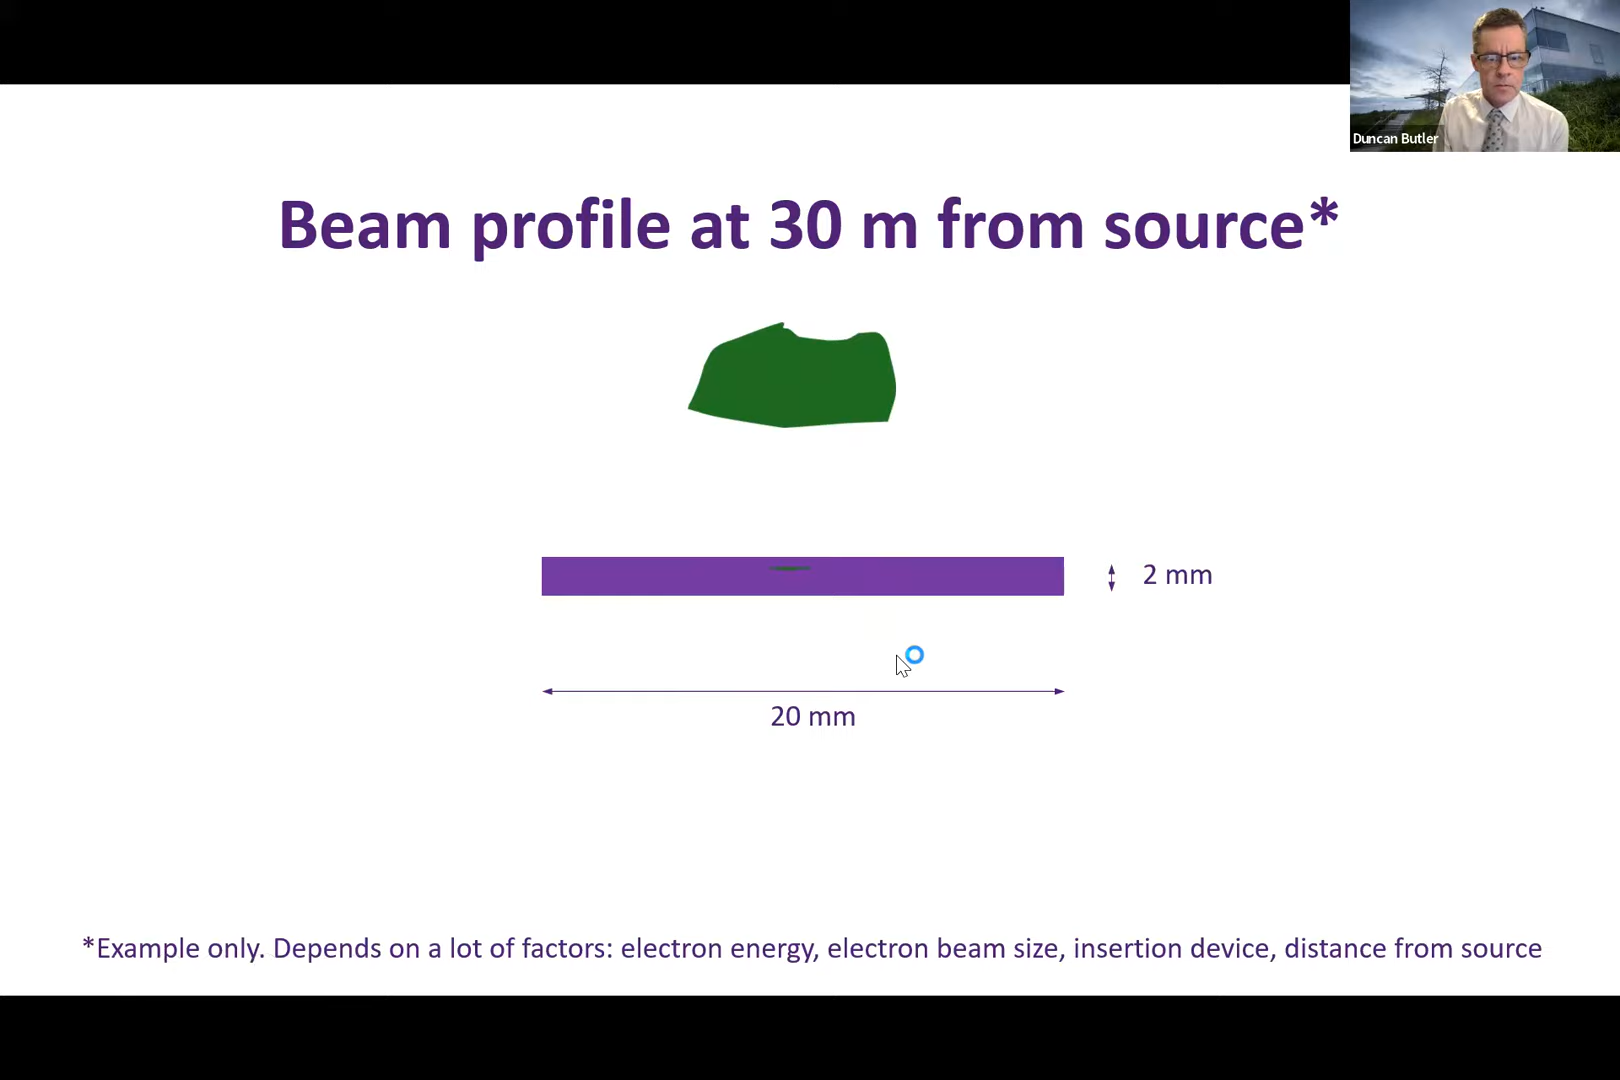 Duncan Butler
Beam profile at 30 m from source*
2 mm
20 mm
*Example only. Depends on a lot of factors: electron energy, electron beam size, insertion device, distance from source